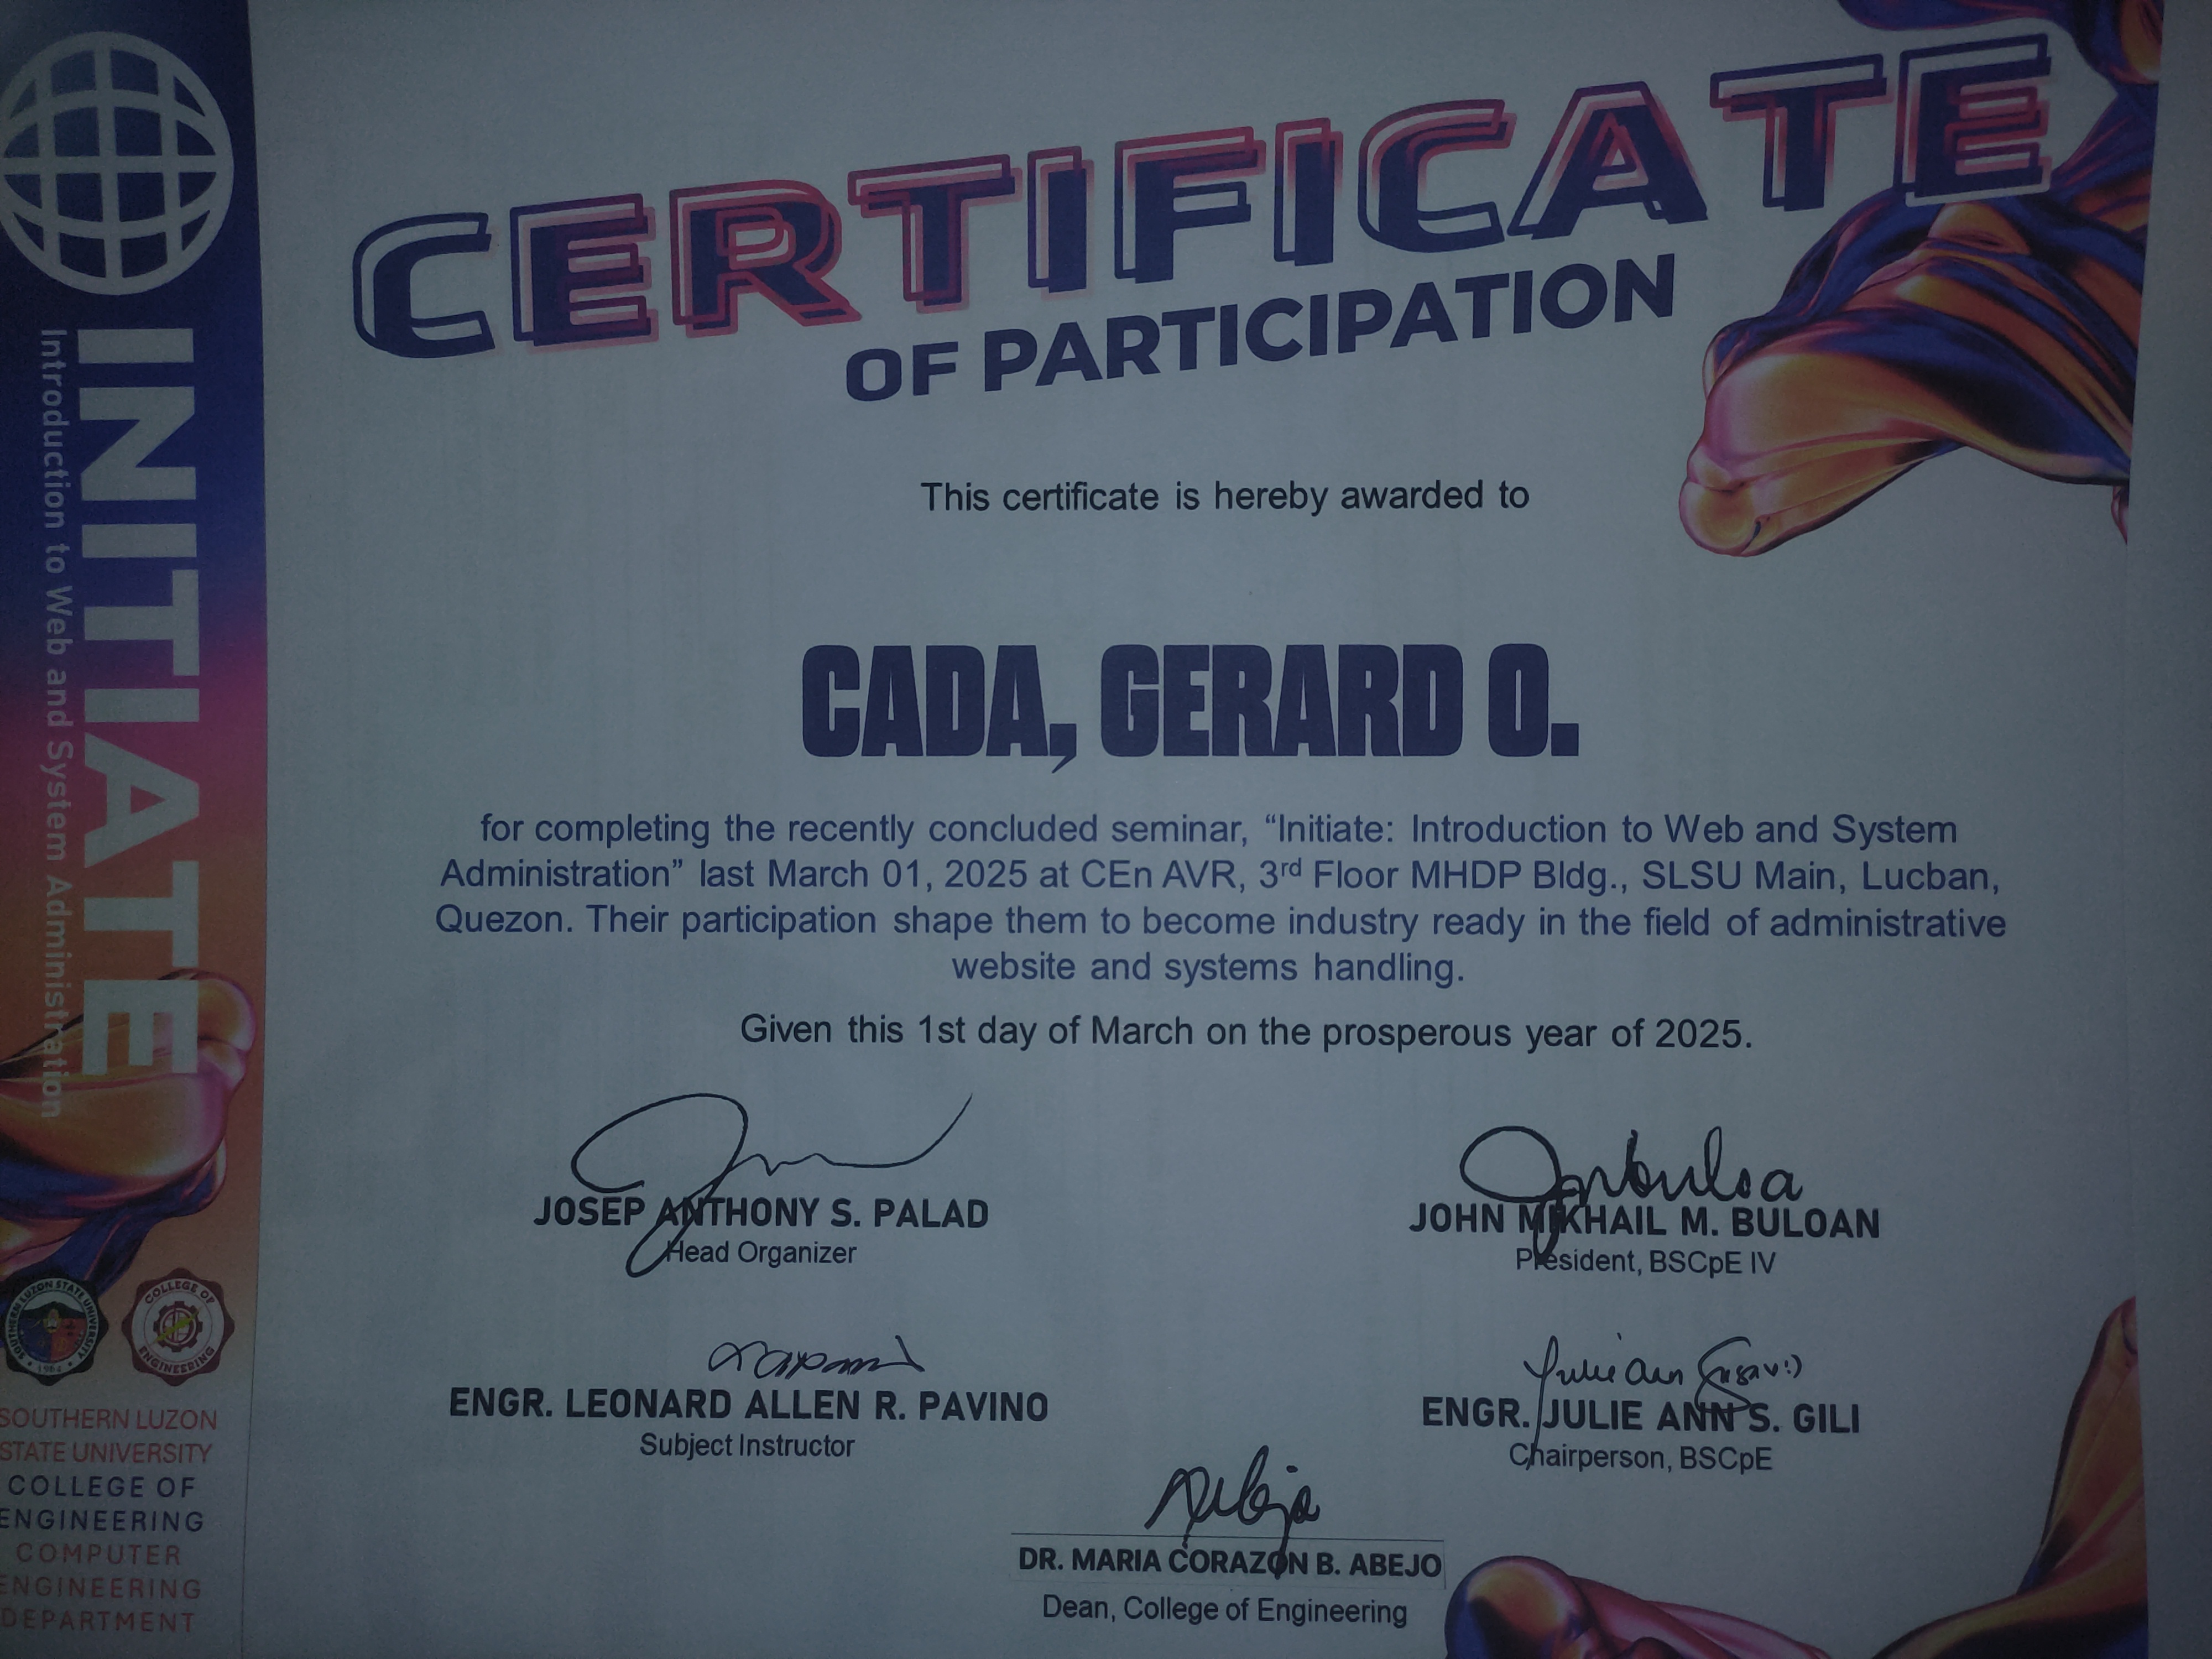 CERTIFICATE
OF PARTICIPATION
This certificate is hereby awarded to
CADA, GERARD O.
for completing the recently concluded seminar, “Initiate: Introduction to Web and System
Administration” last March 01, 2025 at CEn AVR, 3rd Floor MHDP Bldg., SLSU Main, Lucban,
Quezon. Their participation shape them to become industry ready in the field of administrative
website and systems handling.
Given this 1st day of March on the prosperous year of 2025.
JOSEP ANTHONY S. PALAD
Head Organizer
JOHN MIKHAIL M. BULOAN
President, BSCpE IV
ENGR. LEONARD ALLEN R. PAVINO
Subject Instructor
ENGR. JULIE ANN S. GILI
Chairperson, BSCpE
DR. MARIA CORAZON B. ABEJO
Dean, College of Engineering
INITIATE
Introduction to Web and System Administration
SOUTHERN LUZON STATE UNIVERSITY
1964
COLLEGE OF
ENGINEERING
SOUTHERN LUZON
STATE UNIVERSITY
COLLEGE OF
ENGINEERING
COMPUTER
ENGINEERING
DEPARTMENT